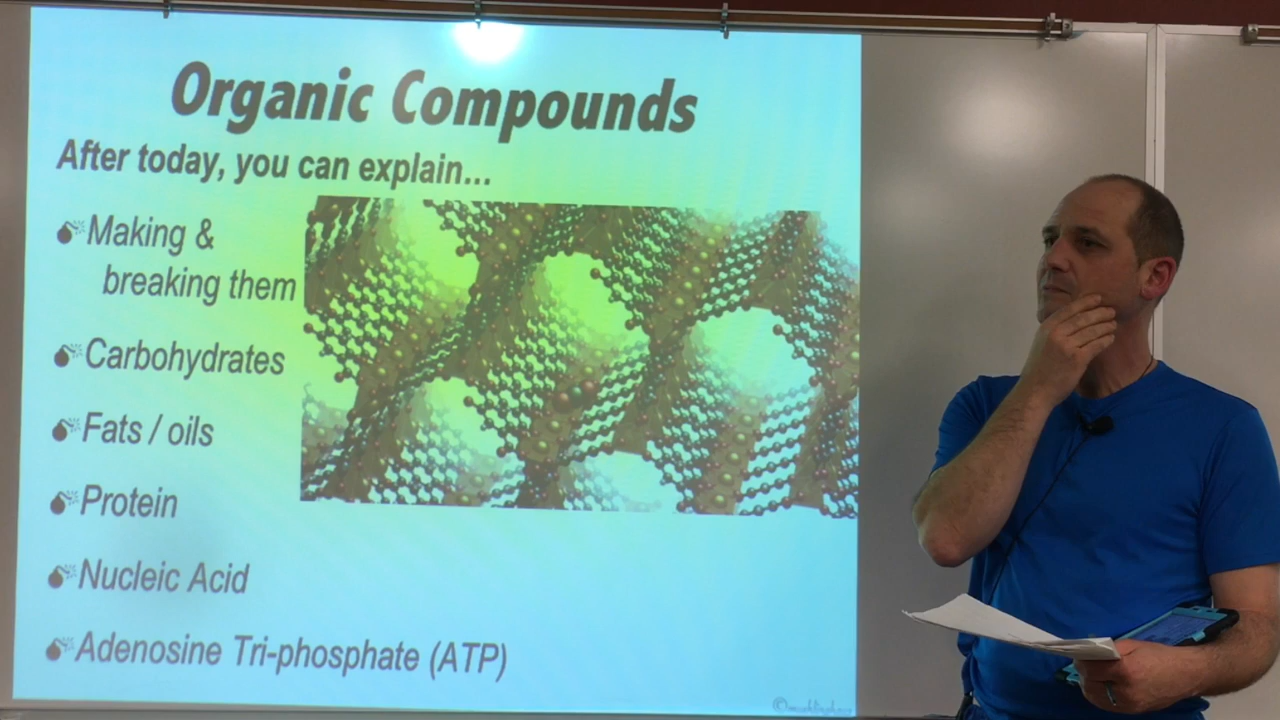 Organic Compounds
After today, you can explain...
Making &
breaking them
Carbohydrates
Fats / oils
Protein
Nucleic Acid
Adenosine Tri-phosphate (ATP)